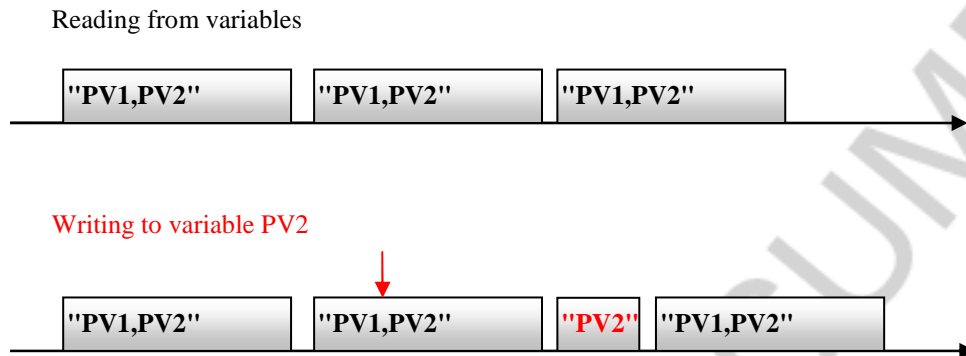 Reading from variables
"PV1,PV2" "PV1,PV2" "PV1,PV2"
Writing to variable PV2
"PV1,PV2" "PV1,PV2" "PV2" "PV1,PV2"